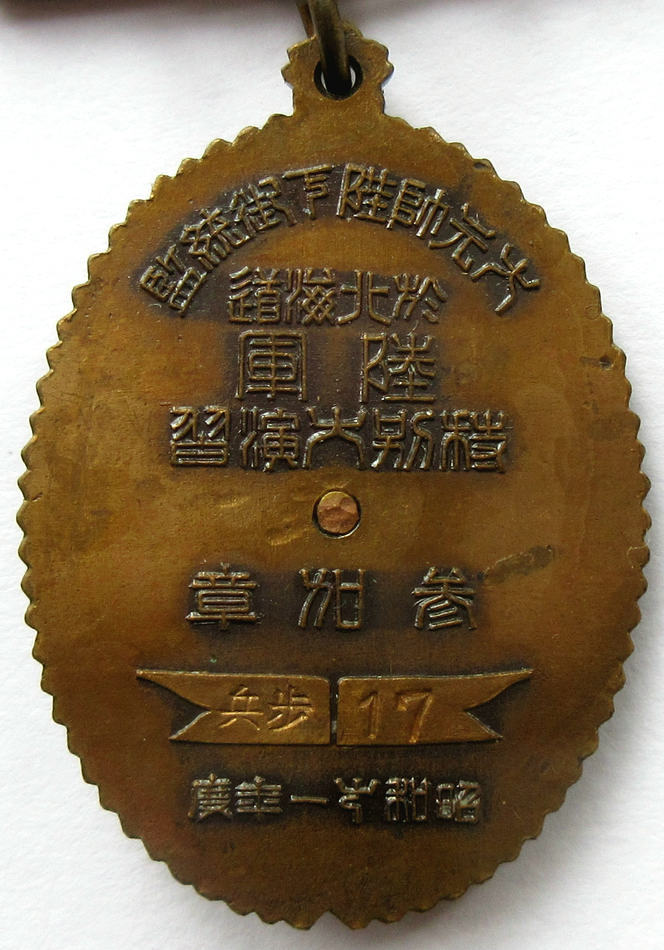 大元帥陛下御統監
於北海道
陸軍
特別大演習
参加章
17 歩兵
昭和十一年度